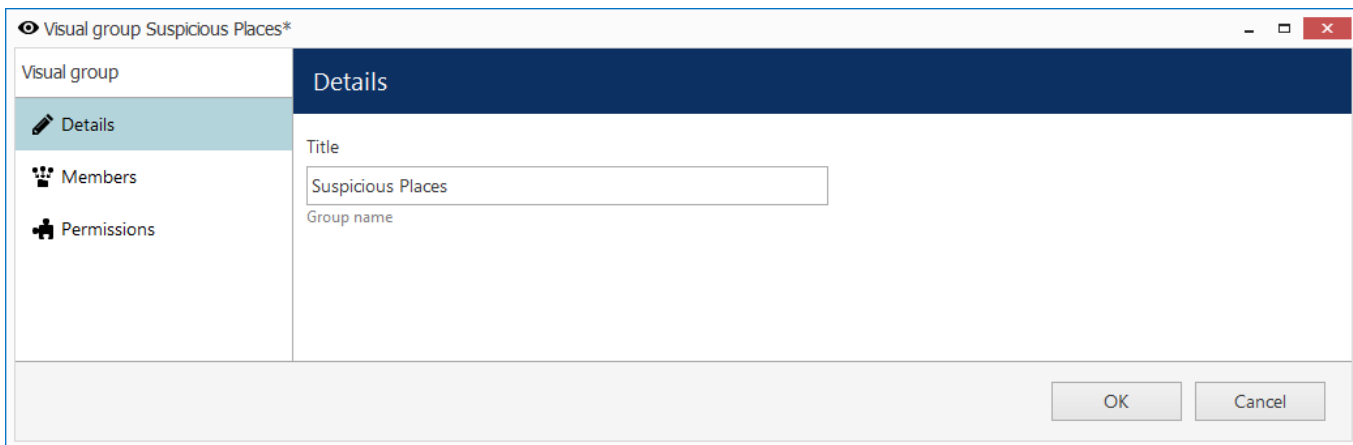 Visual group Suspicious Places*
Visual group
Details
Members
Permissions
Details
Title
Suspicious Places
Group name
OK
Cancel